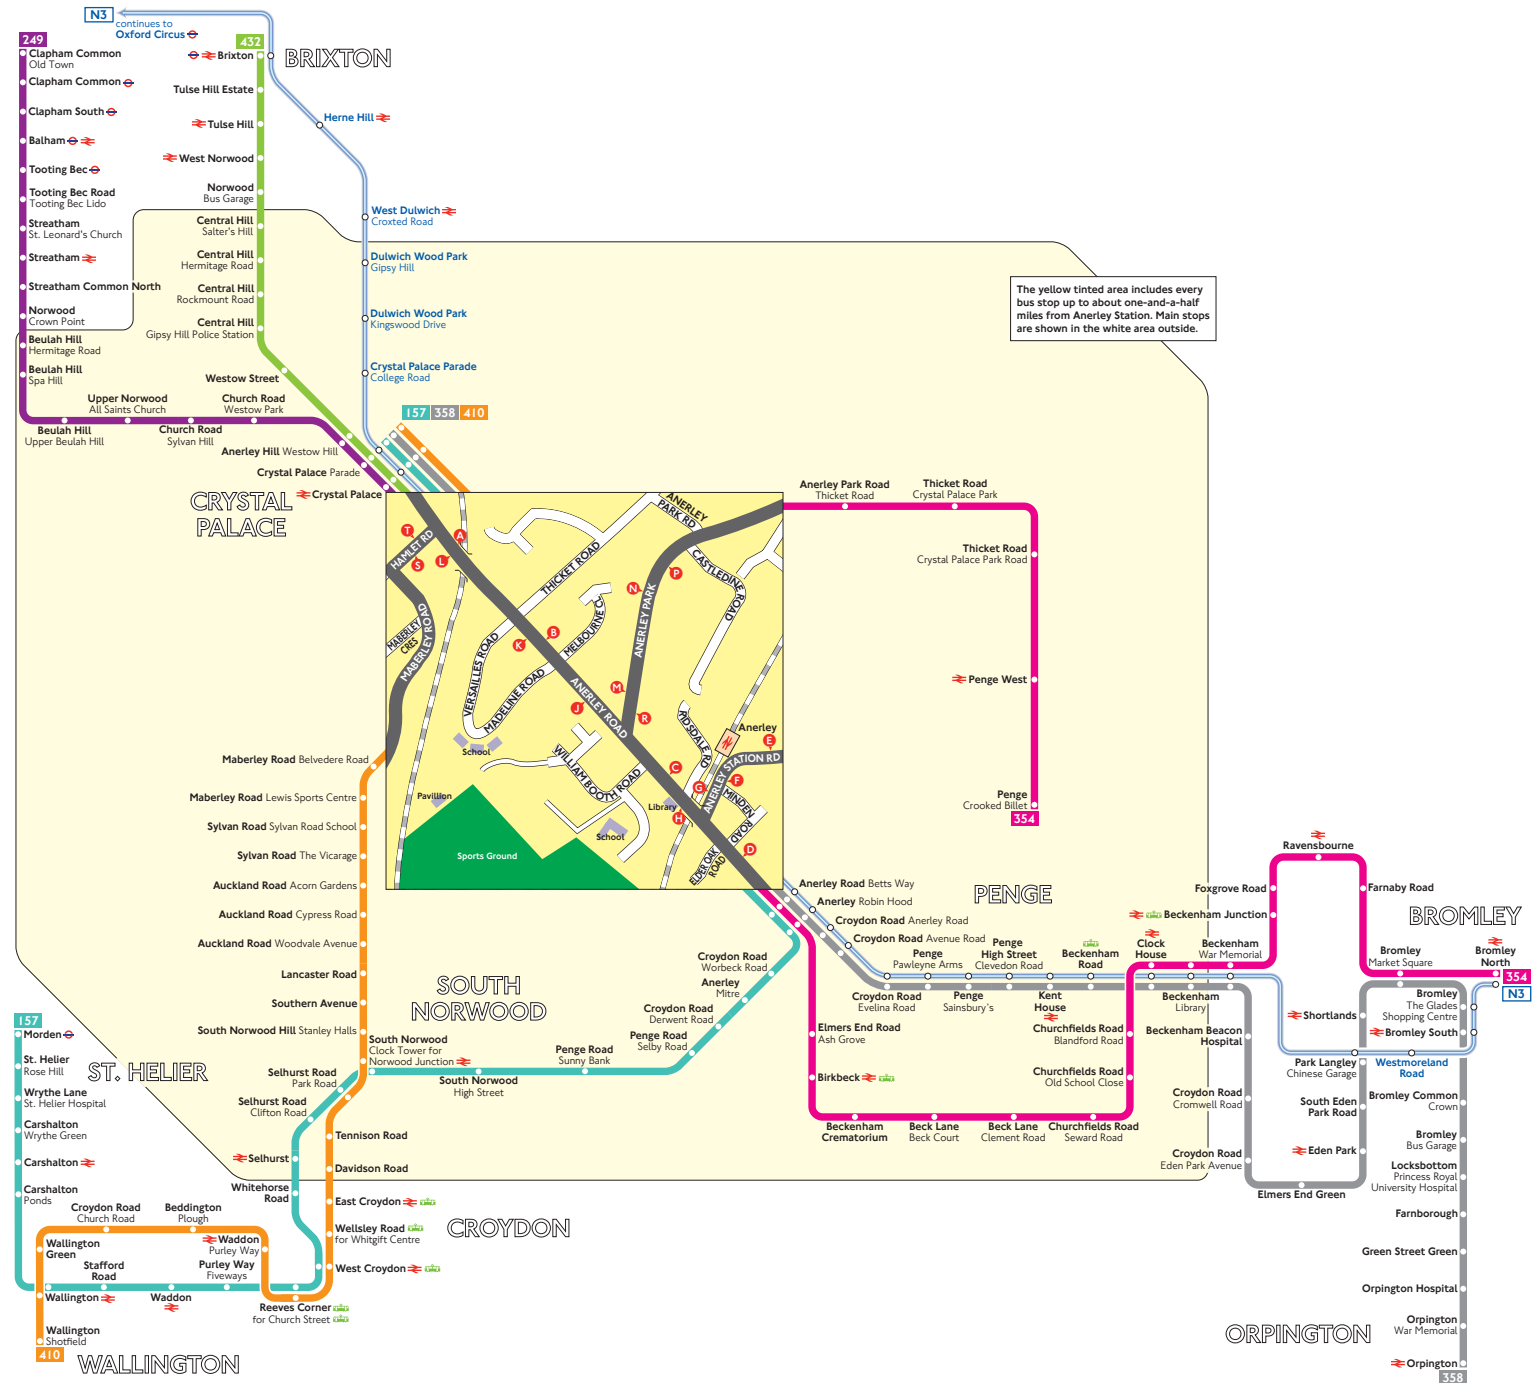 N3
continues to
Oxford Circus
249
Clapham Common
Old Town
Clapham Common
Clapham South
Balham
Tooting Bec
Tooting Bec Road
Tooting Bec Lido
Streatham
St. Leonard's Church
Streatham
Streatham Common North
Norwood
Crown Point
Beulah Hill
Hermitage Road
Beulah Hill
Spa Hill
Beulah Hill
Upper Beulah Hill
Upper Norwood
All Saints Church
Church Road
Sylvan Hill
Church Road
Westow Park
432
BRIXTON
Brixton
Tulse Hill Estate
Tulse Hill
West Norwood
Norwood
Bus Garage
Central Hill
Salter's Hill
Central Hill
Hermitage Road
Central Hill
Rockmount Road
Central Hill
Gipsy Hill Police Station
Westow Street
Anerley Hill Westow Hill
Crystal Palace Parade
Crystal Palace
CRYSTAL
PALACE
Herne Hill
West Dulwich
Croxted Road
Dulwich Wood Park
Gipsy Hill
Dulwich Wood Park
Kingswood Drive
Crystal Palace Parade
College Road
157
358
410
The yellow tinted area includes every
bus stop up to about one-and-a-half
miles from Anerley Station. Main stops
are shown in the white area outside.
Anerley Park Road
Thicket Road
Thicket Road
Crystal Palace Park
Thicket Road
Crystal Palace Park Road
Penge West
Penge
Crooked Billet
354
ANERLEY
PARK RD
HAMLET RD
T
S
L
A
THICKET ROAD
CASTLEDINE
ROAD
P
N
ANERLEY PARK
MABERLEY
CRES
MABERLEY ROAD
K
B
MELBOURNE C.
VERSAILLES ROAD
MADELINE ROAD
J
M
R
ANERLEY ROAD
RIDSDALE RD
Anerley
E
ANERLEY STATION RD
School
WILLIAM BOOTH ROAD
C
G
F
Pavillion
Library
H
MINDEN
ROAD
School
Sports Ground
ELDER OAK
ROAD
D
Maberley Road Belvedere Road
Maberley Road Lewis Sports Centre
Sylvan Road Sylvan Road School
Sylvan Road The Vicarage
Auckland Road Acorn Gardens
Auckland Road Cypress Road
Auckland Road Woodvale Avenue
Lancaster Road
Southern Avenue
South Norwood Hill Stanley Halls
SOUTH
NORWOOD
South Norwood
Clock Tower for
Norwood Junction
South Norwood
High Street
Penge Road
Sunny Bank
Penge Road
Selby Road
Croydon Road
Derwent Road
Anerley
Mitre
Croydon Road
Worbeck Road
Selhurst Road
Park Road
Selhurst Road
Clifton Road
Selhurst
Whitehorse
Road
Tennison Road
Davidson Road
East Croydon
Wellsley Road
for Whitgift Centre
West Croydon
CROYDON
Reeves Corner
for Church Street
157
Morden
St. Helier
Rose Hill
ST. HELIER
Wrythe Lane
St. Helier Hospital
Carshalton
Wrythe Green
Carshalton
Carshalton
Ponds
Croydon Road
Church Road
Beddington
Plough
Waddon
Purley Way
Wallington
Green
Stafford
Road
Purley Way
Fiveways
Wallington
Waddon
Wallington
Shotfield
410
WALLINGTON
Anerley Road Betts Way
Anerley Robin Hood
Croydon Road Anerley Road
Croydon Road Avenue Road
PENGE
Penge
Pawleyne Arms
Penge
High Street
Clevedon Road
Beckenham
Road
Clock
House
Beckenham
War Memorial
Croydon Road
Evelina Road
Penge
Sainsbury's
Kent
House
Beckenham
Library
Elmers End Road
Ash Grove
Birkbeck
Beckenham
Crematorium
Beck Lane
Beck Court
Beck Lane
Clement Road
Churchfields Road
Seward Road
Churchfields Road
Old School Close
Churchfields Road
Blandford Road
Beckenham Junction
Foxgrove Road
Ravensbourne
Farnaby Road
BROMLEY
Bromley
Market Square
Bromley
North
354
N3
Bromley
The Glades
Shopping Centre
Shortlands
Bromley South
Park Langley
Chinese Garage
Westmoreland
Road
Beckenham Beacon
Hospital
Croydon Road
Cromwell Road
Croydon Road
Eden Park Avenue
Elmers End Green
Eden Park
South Eden
Park Road
Bromley Common
Crown
Bromley
Bus Garage
Locksbottom
Princess Royal
University Hospital
Farnborough
Green Street Green
Orpington Hospital
Orpington
War Memorial
ORPINGTON
Orpington
358